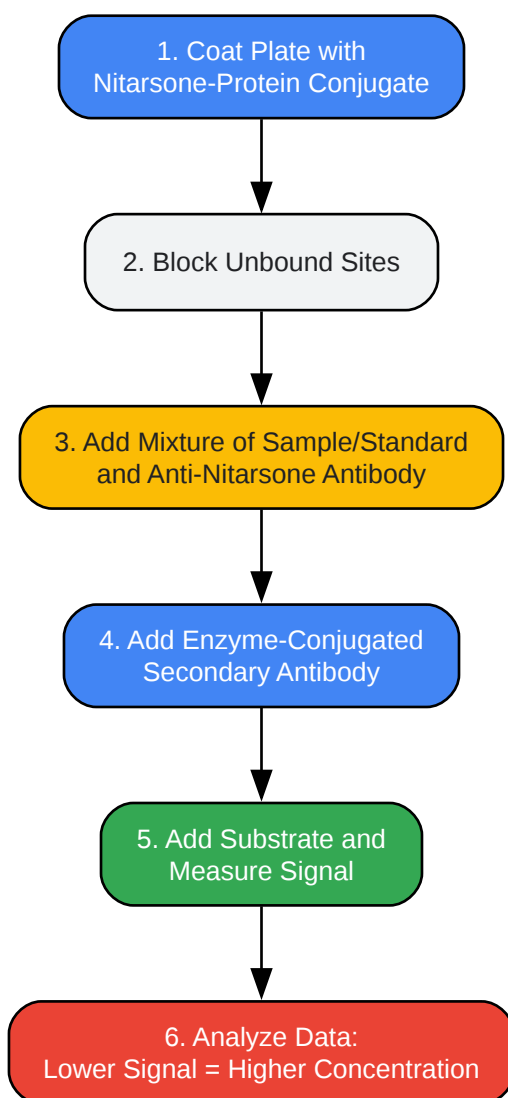 1. Coat Plate with
Nitarsone-Protein Conjugate
2. Block Unbound Sites
3. Add Mixture of Sample/Standard
and Anti-Nitarsone Antibody
4. Add Enzyme-Conjugated
Secondary Antibody
5. Add Substrate and
Measure Signal
6. Analyze Data:
Lower Signal = Higher Concentration